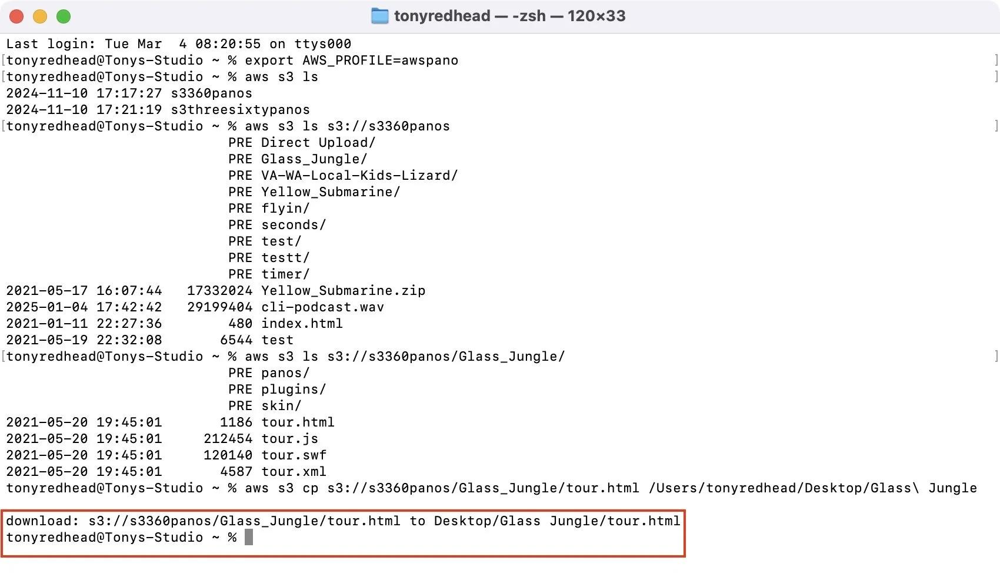 tonyredhead — -zsh — 120×33
Last login: Tue Mar  4 08:20:55 on ttys000
[tonyredhead@Tonys-Studio ~ % export AWS_PROFILE=awspano ]
[tonyredhead@Tonys-Studio ~ % aws s3 ls ]
2024-11-10 17:17:27 s3360panos
2024-11-10 17:21:19 s3threesixtypanos
[tonyredhead@Tonys-Studio ~ % aws s3 ls s3://s3360panos ]
                           PRE Direct Upload/
                           PRE Glass_Jungle/
                           PRE VA-WA-Local-Kids-Lizard/
                           PRE Yellow_Submarine/
                           PRE flyin/
                           PRE seconds/
                           PRE test/
                           PRE testt/
                           PRE timer/
2021-05-17 16:07:44   17332024 Yellow_Submarine.zip
2025-01-04 17:42:42   29199404 cli-podcast.wav
2021-01-11 22:27:36        480 index.html
2021-05-19 22:32:08       6544 test
[tonyredhead@Tonys-Studio ~ % aws s3 ls s3://s3360panos/Glass_Jungle/ ]
                           PRE panos/
                           PRE plugins/
                           PRE skin/
2021-05-20 19:45:01       1186 tour.html
2021-05-20 19:45:01     212454 tour.js
2021-05-20 19:45:01     120140 tour.swf
2021-05-20 19:45:01       4587 tour.xml
tonyredhead@Tonys-Studio ~ % aws s3 cp s3://s3360panos/Glass_Jungle/tour.html /Users/tonyredhead/Desktop/Glass\ Jungle
download: s3://s3360panos/Glass_Jungle/tour.html to Desktop/Glass Jungle/tour.html
tonyredhead@Tonys-Studio ~ %